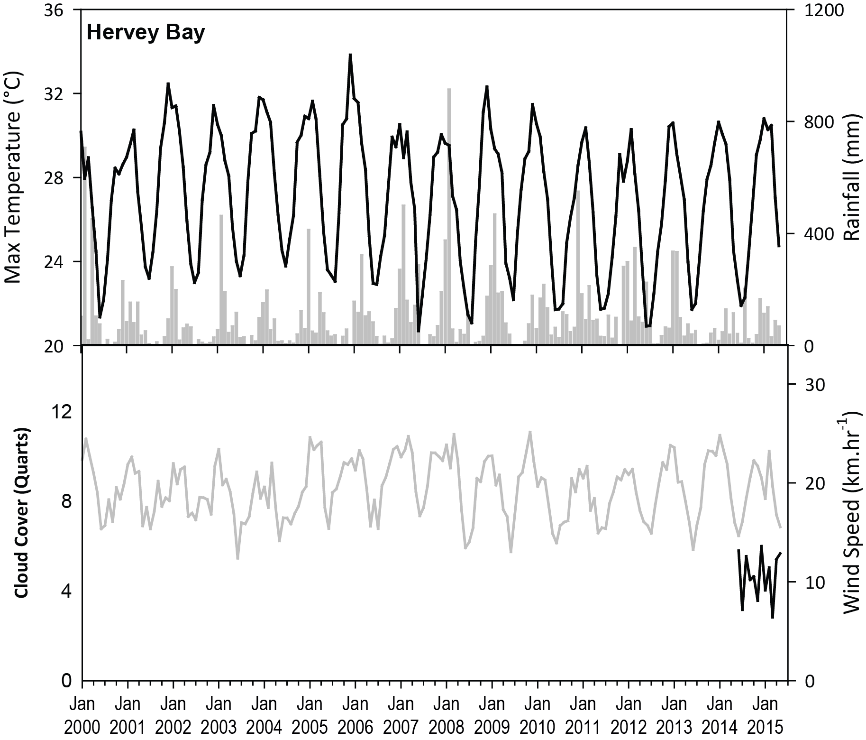 Hervey Bay
Max Temperature (°C)
36
32
28
24
20
1200
800
400
0
Rainfall (mm)
Cloud Cover (Quarts)
12
8
4
0
30
20
10
0
Wind Speed (km.hr-1)
Jan Jan Jan Jan Jan Jan Jan Jan Jan Jan Jan Jan Jan Jan Jan Jan
2000 2001 2002 2003 2004 2005 2006 2007 2008 2009 2010 2011 2012 2013 2014 2015